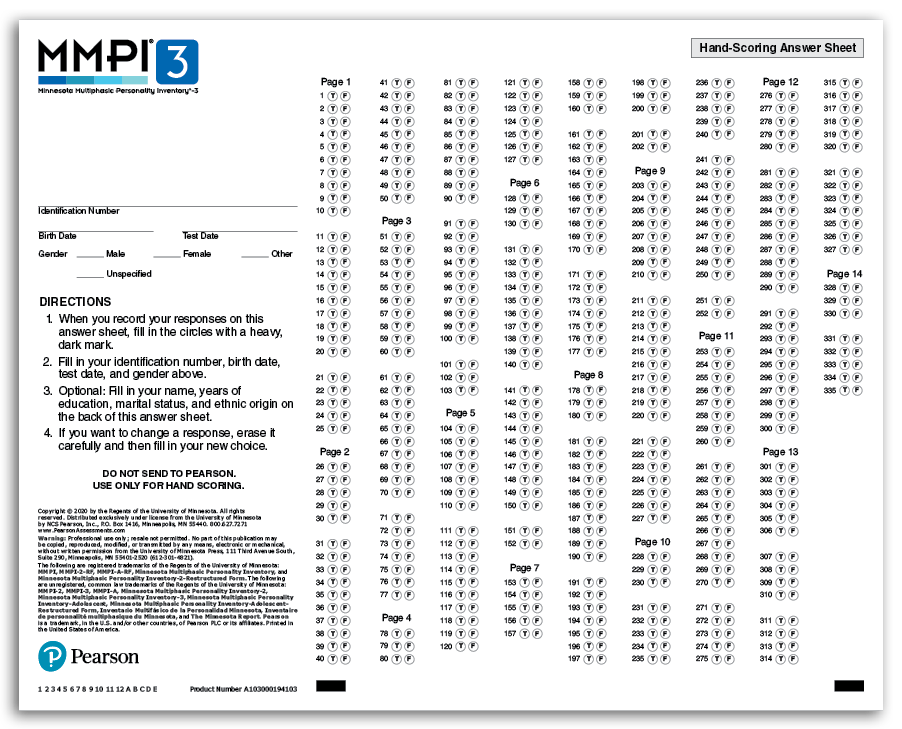 MMPI® 3
Minnesota Multiphasic Personality Inventory®-3
Hand-Scoring Answer Sheet
Identification Number
Birth Date Test Date
Gender _____ Male _____ Female _____ Other
_____ Unspecified
DIRECTIONS
1. When you record your responses on this
answer sheet, fill in the circles with a heavy,
dark mark.
2. Fill in your identification number, birth date,
test date, and gender above.
3. Optional: Fill in your name, years of
education, marital status, and ethnic origin on
the back of this answer sheet.
4. If you want to change a response, erase it
carefully and then fill in your new choice.
DO NOT SEND TO PEARSON.
USE ONLY FOR HAND SCORING.
Copyright © 2020 by the Regents of the University of Minnesota. All rights
reserved. Distributed exclusively under license from the University of Minnesota
by NCS Pearson, Inc., P.O. Box 1416, Minneapolis, MN 55440. 800.627.7271
www.PearsonAssessments.com
Warning: Professional use only; resale not permitted. No part of this publication may
be copied, reproduced, modified, or transmitted by any means, electronic or mechanical,
without written permission from the University of Minnesota Press, 111 Third Avenue South,
Suite 290, Minneapolis, MN 55401-2520 (612-301-4821).
The following are registered trademarks of the Regents of the University of Minnesota:
MMPI, MMPI-2-RF, MMPI-A-RF, Minnesota Multiphasic Personality Inventory, and
Minnesota Multiphasic Personality Inventory-2-Restructured Form. The following
are unregistered, common law trademarks of the Regents of the University of Minnesota:
MMPI-2, MMPI-3, MMPI-A, Minnesota Multiphasic Personality Inventory-2,
Minnesota Multiphasic Personality Inventory-3, Minnesota Multiphasic Personality
Inventory-Adolescent, Minnesota Multiphasic Personality Inventory-Adolescent-
Restructured Form, Inventario Multifásico de la Personalidad Minnesota, Inventaire
de personnalité multiphasique du Minnesota, and The Minnesota Report. Pearson
is a trademark, in the U.S. and/or other countries, of Pearson PLC or its affiliates. Printed in
the United States of America.
Pearson
1 2 3 4 5 6 7 8 9 10 11 12 A B C D E Product Number A103000194103
Page 1
1 T F
2 T F
3 T F
4 T F
5 T F
6 T F
7 T F
8 T F
9 T F
10 T F
11 T F
12 T F
13 T F
14 T F
15 T F
16 T F
17 T F
18 T F
19 T F
20 T F
21 T F
22 T F
23 T F
24 T F
25 T F
Page 2
26 T F
27 T F
28 T F
29 T F
30 T F
31 T F
32 T F
33 T F
34 T F
35 T F
36 T F
37 T F
38 T F
39 T F
40 T F
41 T F
42 T F
43 T F
44 T F
45 T F
46 T F
47 T F
48 T F
49 T F
50 T F
Page 3
51 T F
52 T F
53 T F
54 T F
55 T F
56 T F
57 T F
58 T F
59 T F
60 T F
61 T F
62 T F
63 T F
64 T F
65 T F
66 T F
67 T F
68 T F
69 T F
70 T F
71 T F
72 T F
73 T F
74 T F
75 T F
76 T F
77 T F
Page 4
78 T F
79 T F
80 T F
81 T F
82 T F
83 T F
84 T F
85 T F
86 T F
87 T F
88 T F
89 T F
90 T F
91 T F
92 T F
93 T F
94 T F
95 T F
96 T F
97 T F
98 T F
99 T F
100 T F
101 T F
102 T F
103 T F
Page 5
104 T F
105 T F
106 T F
107 T F
108 T F
109 T F
110 T F
111 T F
112 T F
113 T F
114 T F
115 T F
116 T F
117 T F
118 T F
119 T F
120 T F
121 T F
122 T F
123 T F
124 T F
125 T F
126 T F
127 T F
Page 6
128 T F
129 T F
130 T F
131 T F
132 T F
133 T F
134 T F
135 T F
136 T F
137 T F
138 T F
139 T F
140 T F
141 T F
142 T F
143 T F
144 T F
145 T F
146 T F
147 T F
148 T F
149 T F
150 T F
151 T F
152 T F
Page 7
153 T F
154 T F
155 T F
156 T F
157 T F
158 T F
159 T F
160 T F
161 T F
162 T F
163 T F
164 T F
165 T F
166 T F
167 T F
168 T F
169 T F
170 T F
171 T F
172 T F
173 T F
174 T F
175 T F
176 T F
177 T F
Page 8
178 T F
179 T F
180 T F
181 T F
182 T F
183 T F
184 T F
185 T F
186 T F
187 T F
188 T F
189 T F
190 T F
191 T F
192 T F
193 T F
194 T F
195 T F
196 T F
197 T F
198 T F
199 T F
200 T F
201 T F
202 T F
Page 9
203 T F
204 T F
205 T F
206 T F
207 T F
208 T F
209 T F
210 T F
211 T F
212 T F
213 T F
214 T F
215 T F
216 T F
217 T F
218 T F
219 T F
220 T F
221 T F
222 T F
223 T F
224 T F
225 T F
226 T F
227 T F
Page 10
228 T F
229 T F
230 T F
231 T F
232 T F
233 T F
234 T F
235 T F
236 T F
237 T F
238 T F
239 T F
240 T F
241 T F
242 T F
243 T F
244 T F
245 T F
246 T F
247 T F
248 T F
249 T F
250 T F
251 T F
252 T F
Page 11
253 T F
254 T F
255 T F
256 T F
257 T F
258 T F
259 T F
260 T F
261 T F
262 T F
263 T F
264 T F
265 T F
266 T F
267 T F
268 T F
269 T F
270 T F
271 T F
272 T F
273 T F
274 T F
275 T F
Page 12
276 T F
277 T F
278 T F
279 T F
280 T F
281 T F
282 T F
283 T F
284 T F
285 T F
286 T F
287 T F
288 T F
289 T F
290 T F
291 T F
292 T F
293 T F
294 T F
295 T F
296 T F
297 T F
298 T F
299 T F
300 T F
Page 13
301 T F
302 T F
303 T F
304 T F
305 T F
306 T F
307 T F
308 T F
309 T F
310 T F
311 T F
312 T F
313 T F
314 T F
315 T F
316 T F
317 T F
318 T F
319 T F
320 T F
321 T F
322 T F
323 T F
324 T F
325 T F
326 T F
327 T F
Page 14
328 T F
329 T F
330 T F
331 T F
332 T F
333 T F
334 T F
335 T F